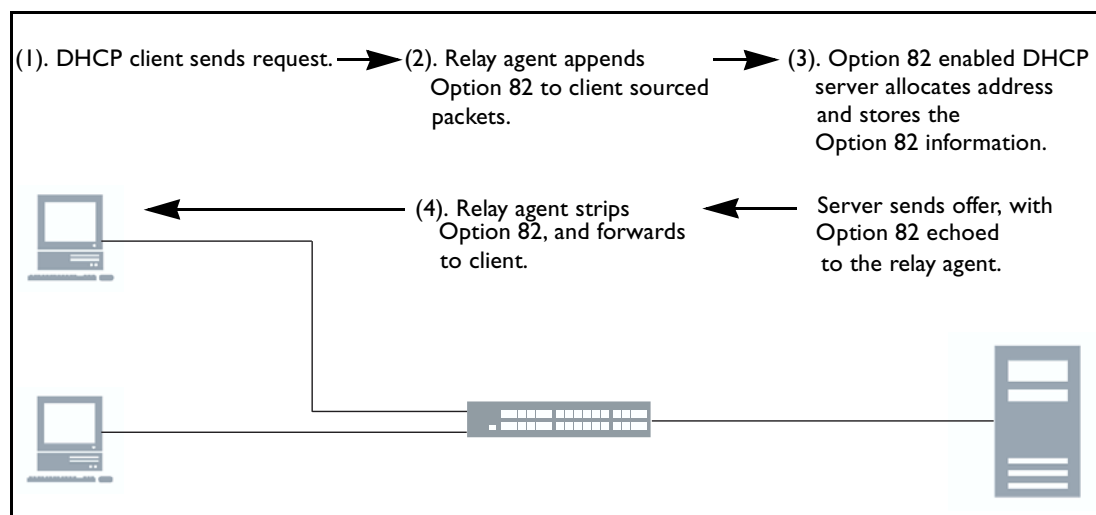 (1). DHCP client sends request.
(2). Relay agent appends
Option 82 to client sourced
packets.
(3). Option 82 enabled DHCP
server allocates address
and stores the
Option 82 information.
Server sends offer, with
Option 82 echoed
to the relay agent.
(4). Relay agent strips
Option 82, and forwards
to client.